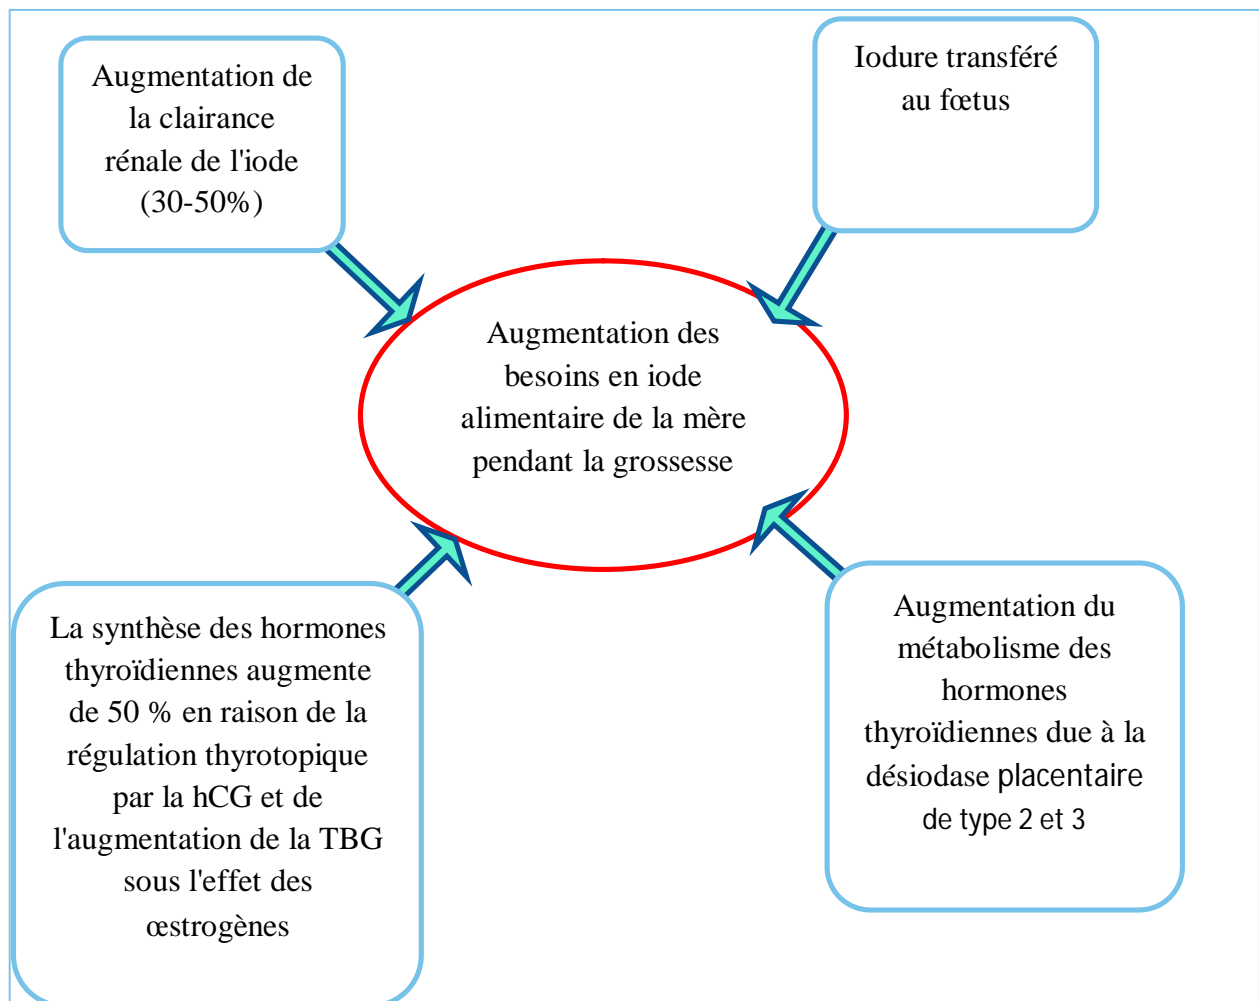 Augmentation de
la clairance
rénale de l'iode
(30-50%)
Iodure transféré
au fœtus
Augmentation des
besoins en iode
alimentaire de la mère
pendant la grossesse
La synthèse des hormones
thyroïdiennes augmente
de 50 % en raison de la
régulation thyrotopique
par la hCG et de
l'augmentation de la TBG
sous l'effet des
œstrogènes
Augmentation du
métabolisme des
hormones
thyroïdiennes due à la
désiodase placentaire
de type 2 et 3